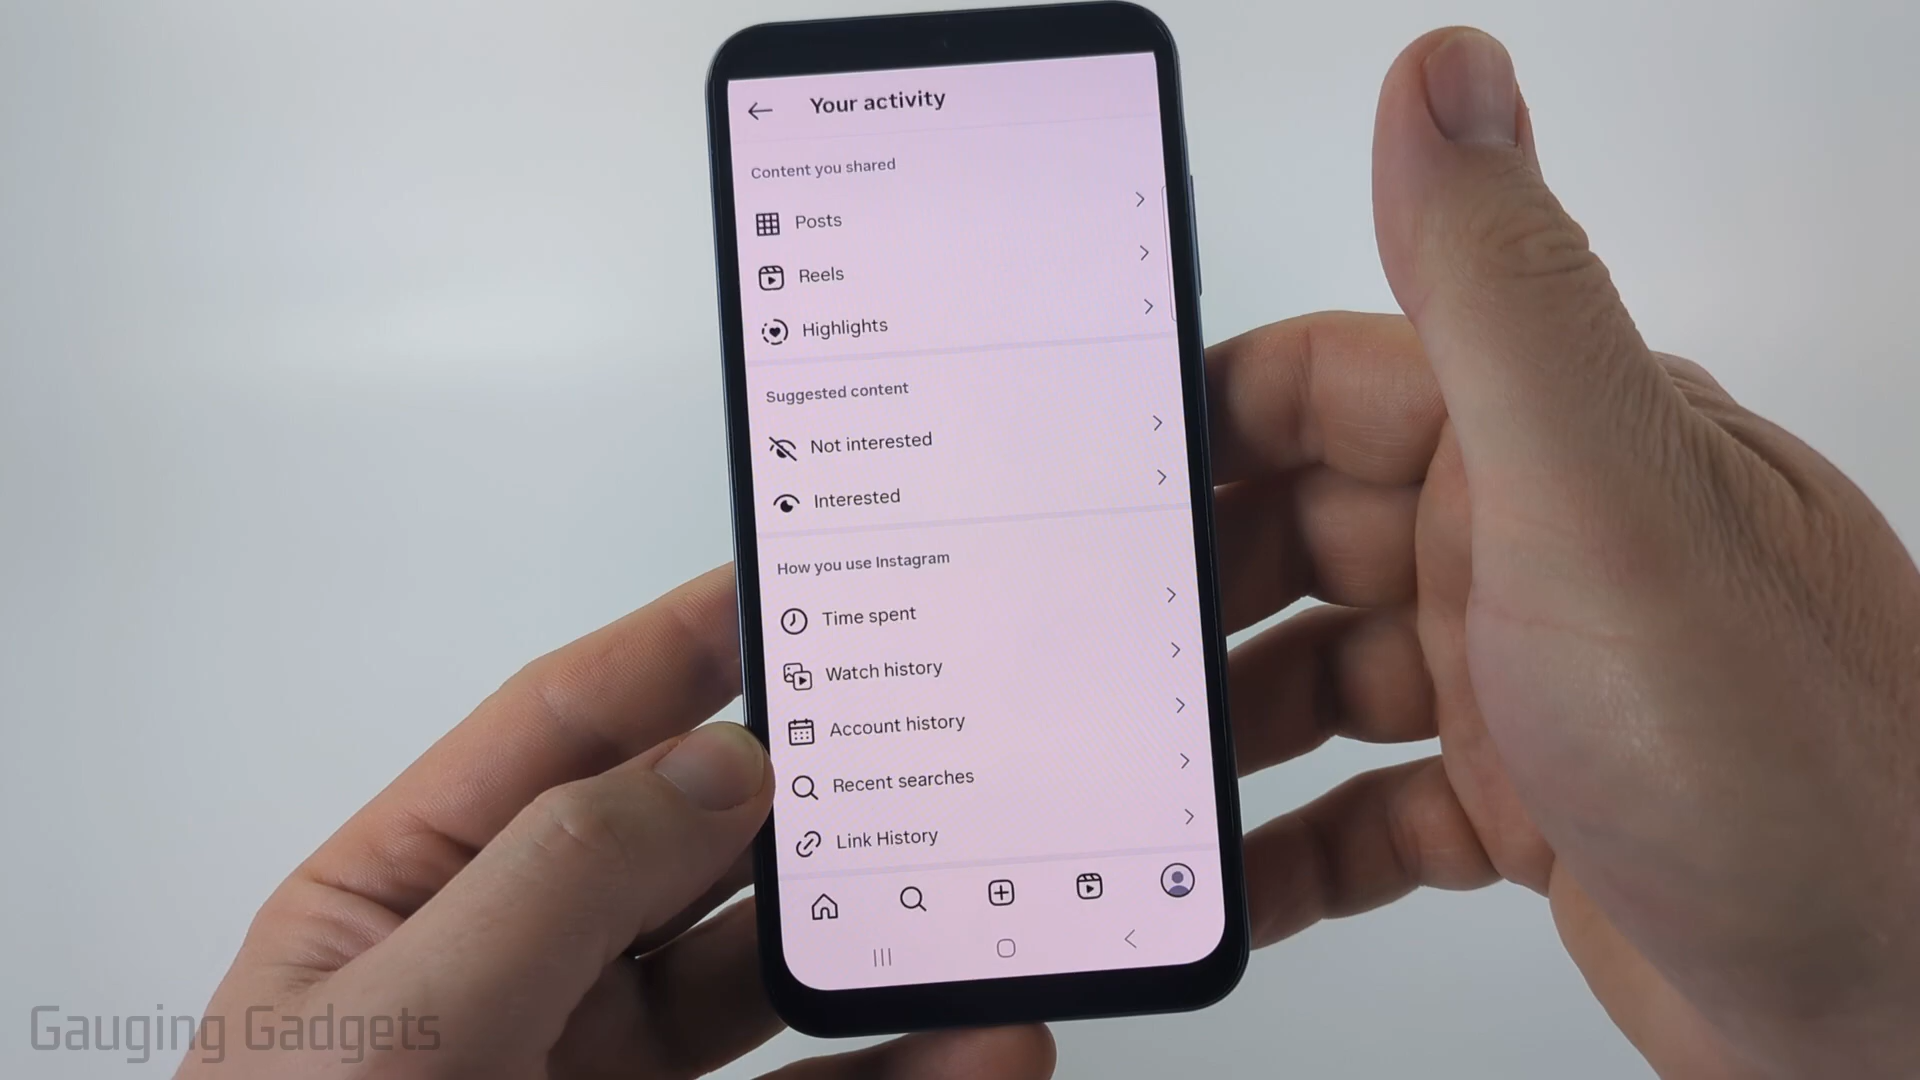 Your activity
Content you shared
Posts
Reels
Highlights
Suggested content
Not interested
Interested
How you use Instagram
Time spent
Watch history
Account history
Recent searches
Link History
Gauging Gadgets